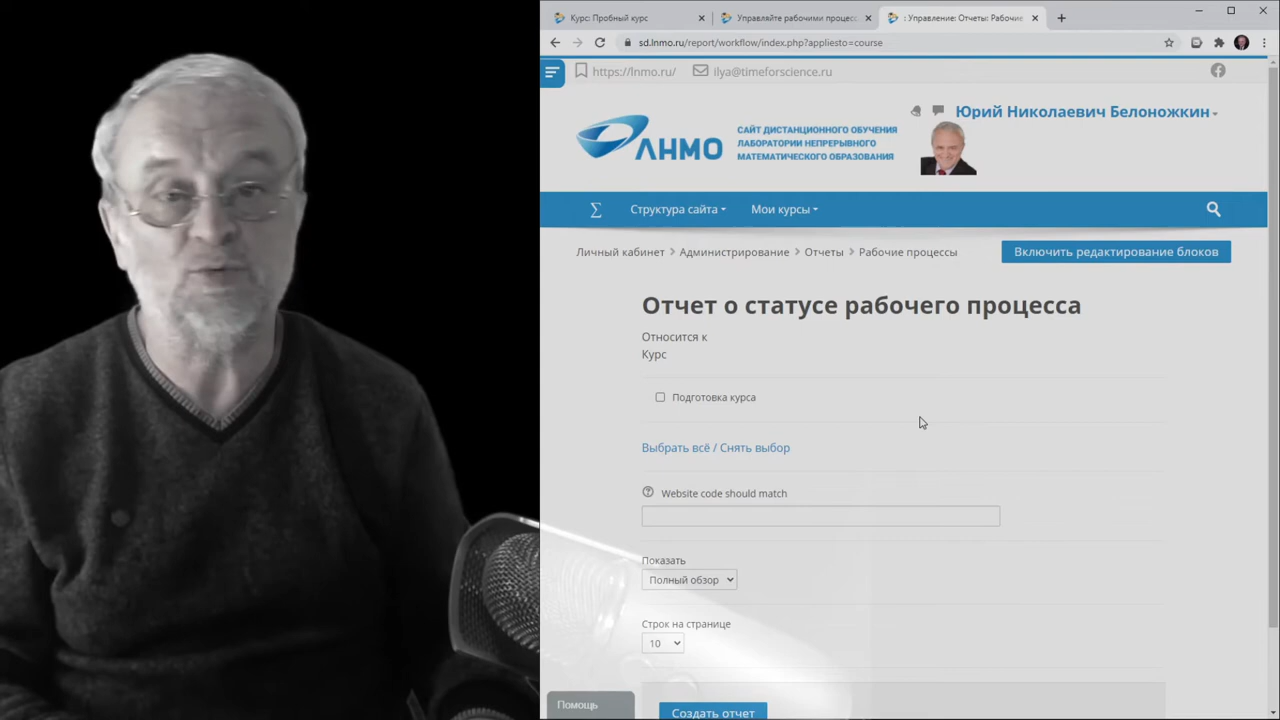 Курс: Пробный курс
Управляйте рабочими процесс
: Управление: Отчеты: Рабочие
sd.lnmo.ru/report/workflow/index.php?appliesto=course
https://lnmo.ru/
ilya@timeforscience.ru
ЛНМО
САЙТ ДИСТАНЦИОННОГО ОБУЧЕНИЯ
ЛАБОРАТОРИИ НЕПРЕРЫВНОГО
МАТЕМАТИЧЕСКОГО ОБРАЗОВАНИЯ
Юрий Николаевич Белоножкин
Σ Структура сайта Мои курсы
Личный кабинет > Администрирование > Отчеты > Рабочие процессы
Включить редактирование блоков
Отчет о статусе рабочего процесса
Относится к
Курс
Подготовка курса
Выбрать всё / Снять выбор
Website code should match
Показать
Полный обзор
Строк на странице
10
Помощь
Создать отчет